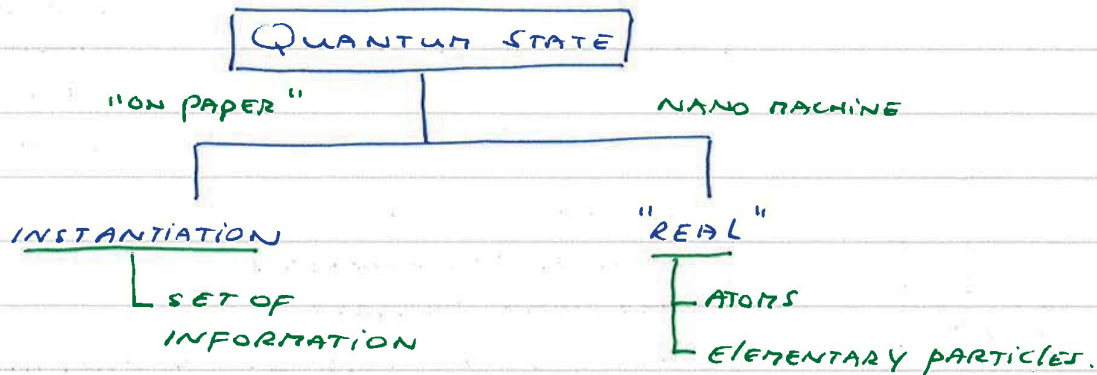 QUANTUM STATE
"ON PAPER"
NANO MACHINE
INSTANTIATION
SET OF
INFORMATION
"REAL"
ATOMS
ELEMENTARY PARTICLES.